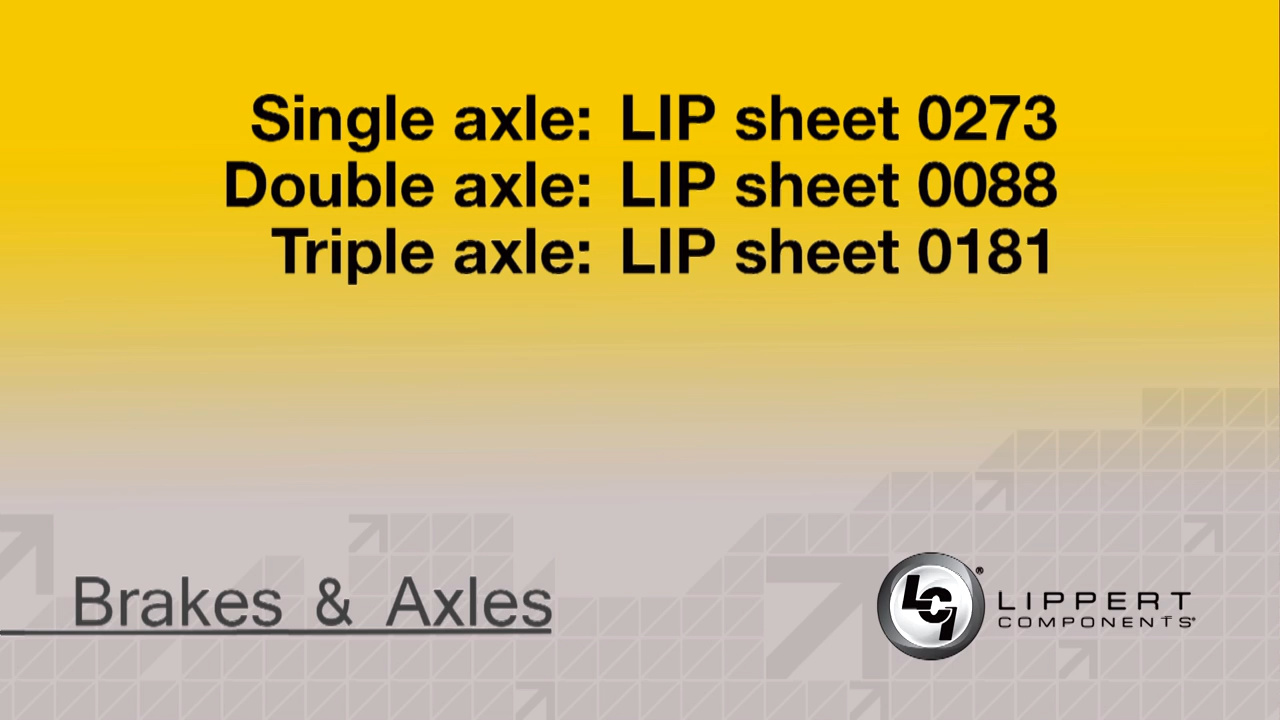 Single axle: LIP sheet 0273
Double axle: LIP sheet 0088
Triple axle: LIP sheet 0181
Brakes & Axles
LCI® LIPPERT
COMPONENTS®